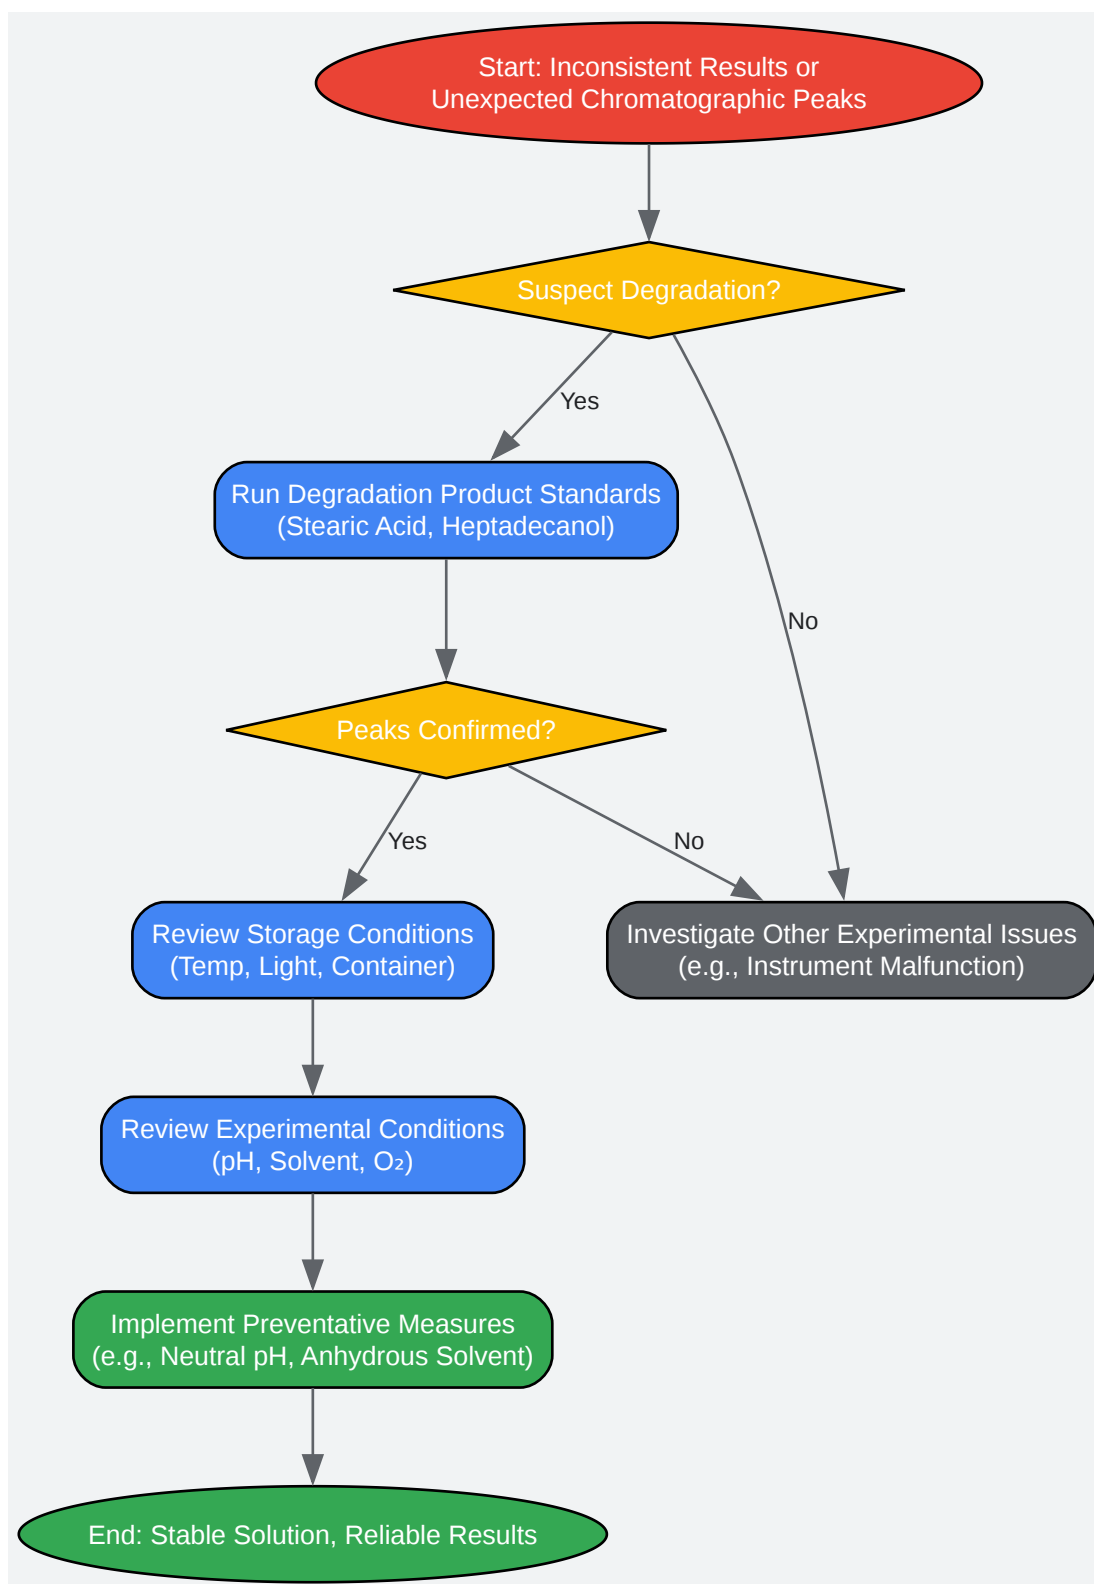 Start: Inconsistent Results or
Unexpected Chromatographic Peaks
Suspect Degradation?
Yes
Run Degradation Product Standards
(Stearic Acid, Heptadecanol)
No
Peaks Confirmed?
Yes
No
Review Storage Conditions
(Temp, Light, Container)
Investigate Other Experimental Issues
(e.g., Instrument Malfunction)
Review Experimental Conditions
(pH, Solvent, O₂)
Implement Preventative Measures
(e.g., Neutral pH, Anhydrous Solvent)
End: Stable Solution, Reliable Results